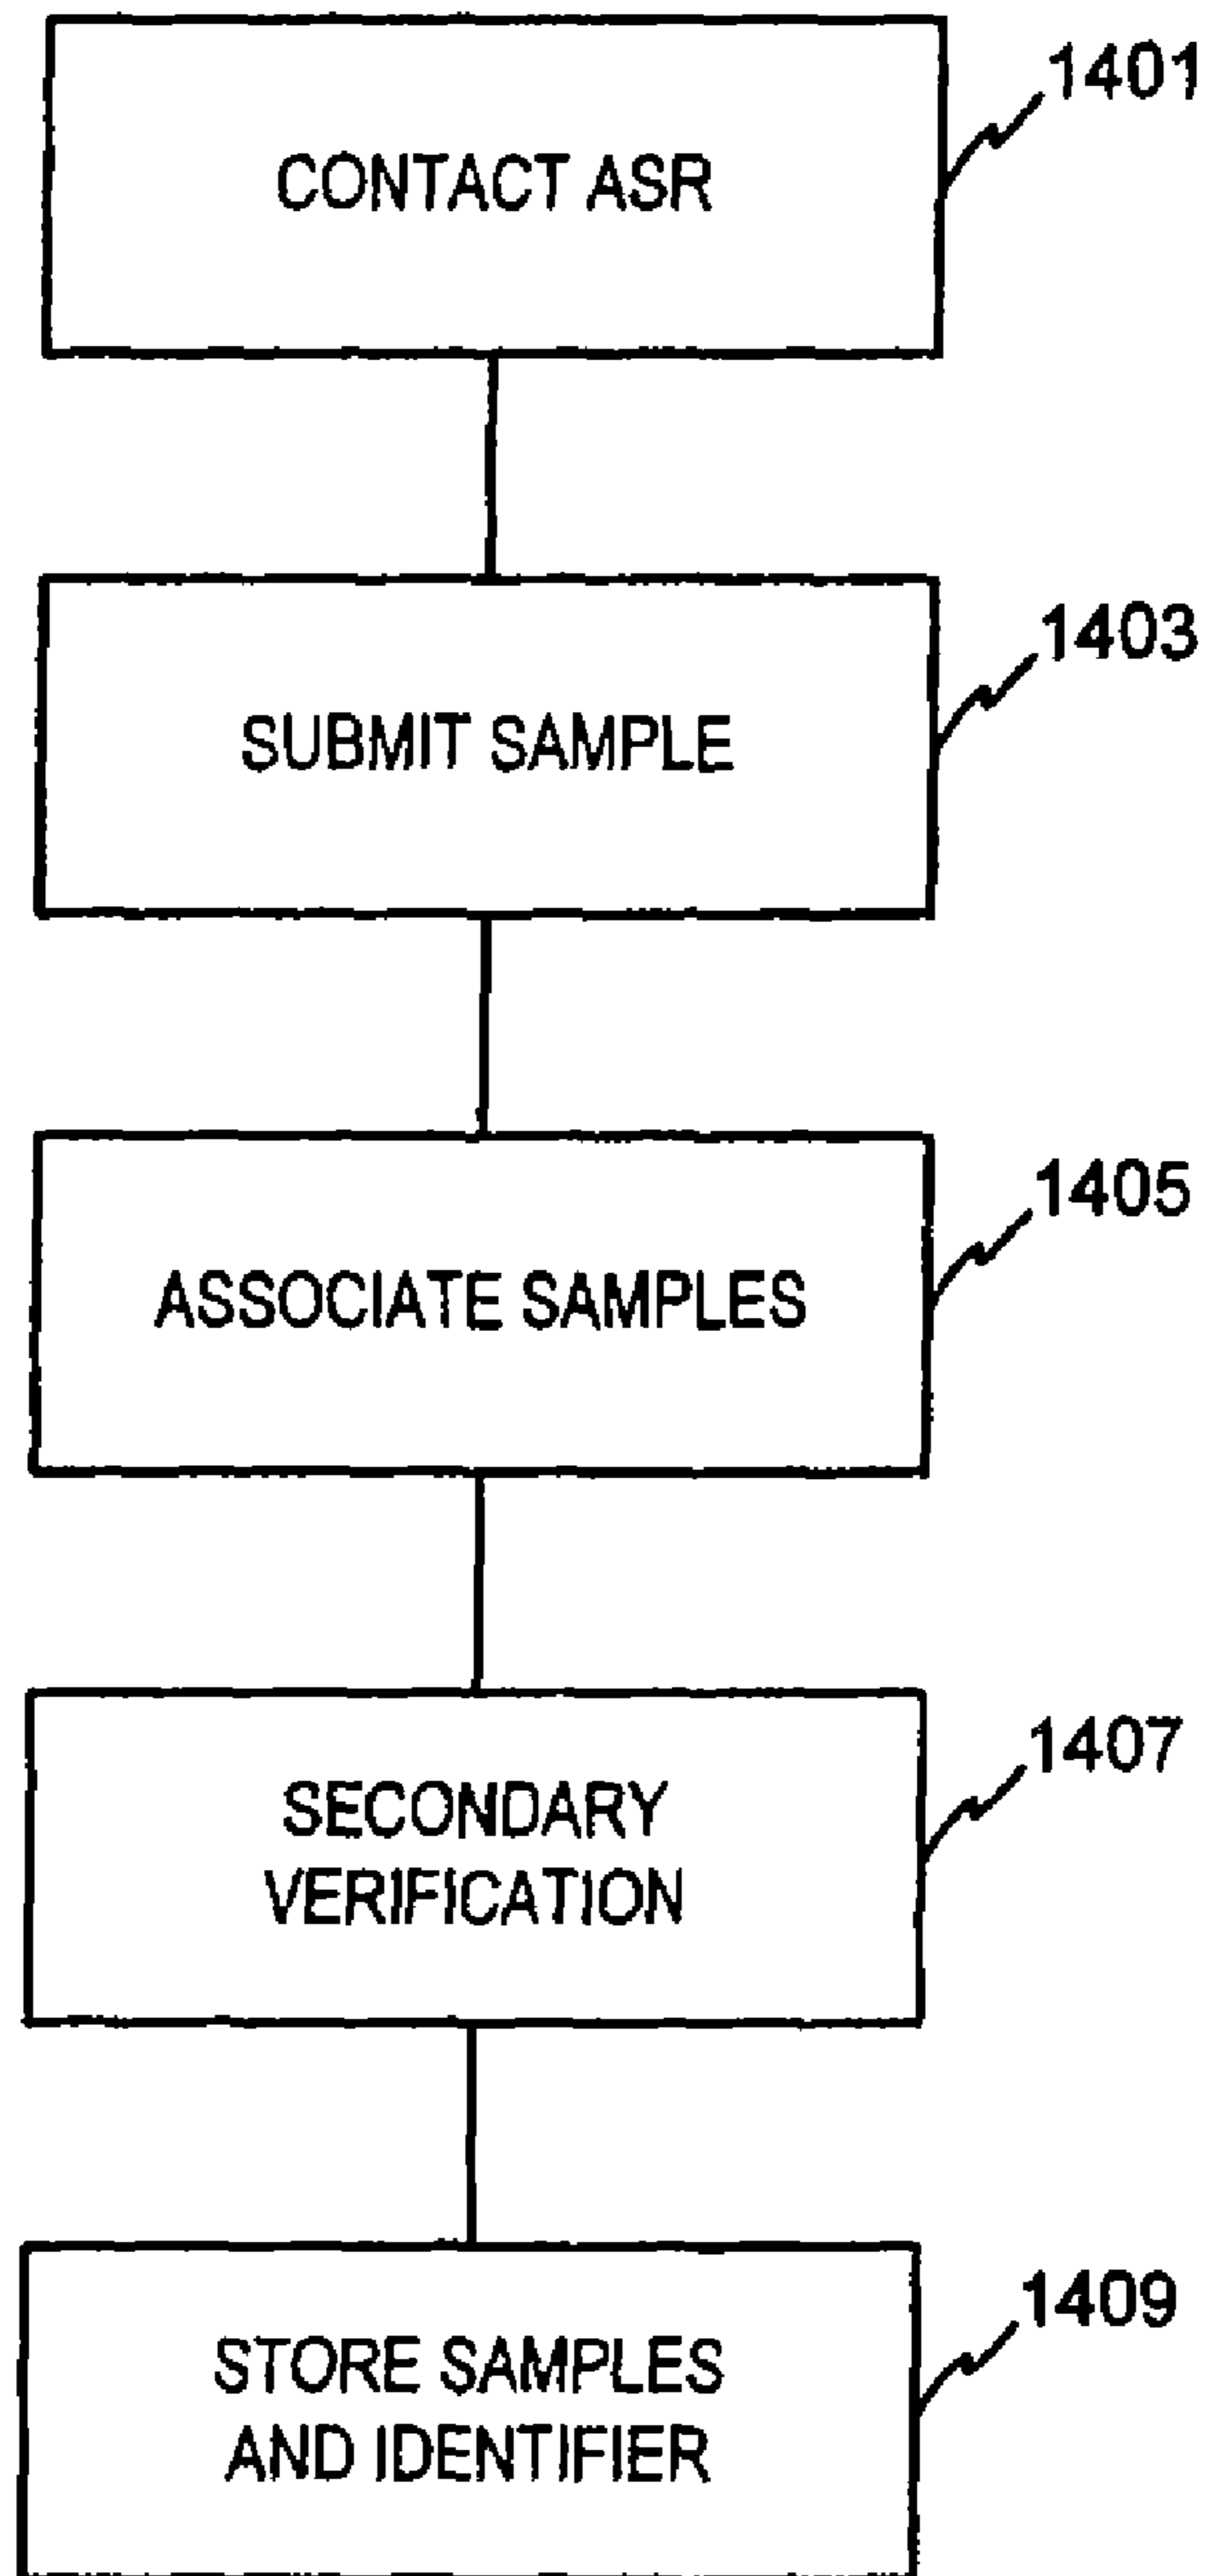 1401
CONTACT ASR
1403
SUBMIT SAMPLE
1405
ASSOCIATE SAMPLES
1407
SECONDARY
VERIFICATION
1409
STORE SAMPLES
AND IDENTIFIER